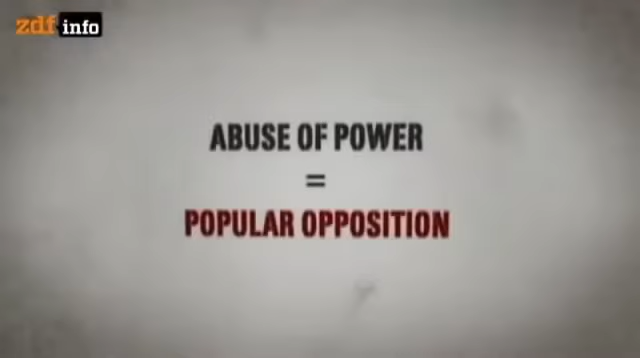 zdf info
ABUSE OF POWER
=
POPULAR OPPOSITION